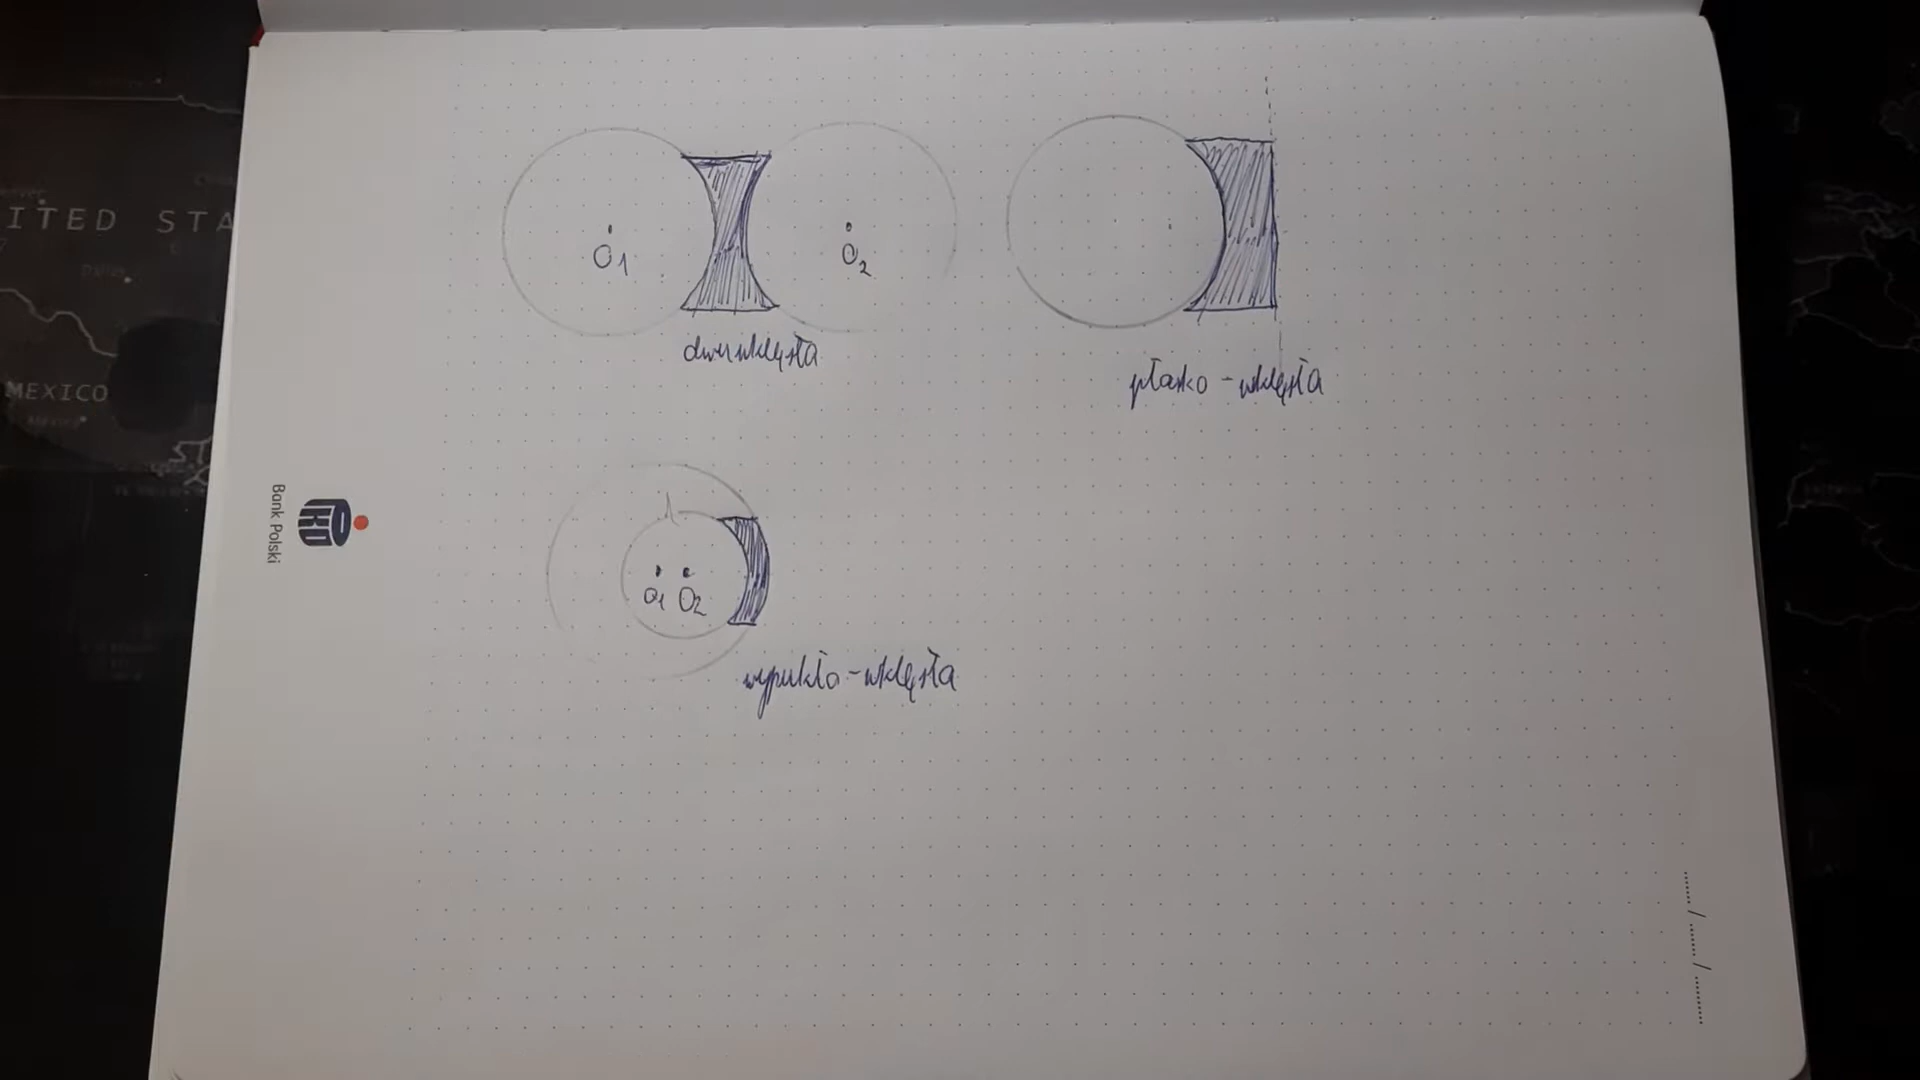 ITED STA
MEXICO
O1
O2
dwuwklęsła
płasko-wklęsła
Bank Polski
O1 O2
wypukło-wklęsła
....../....../......